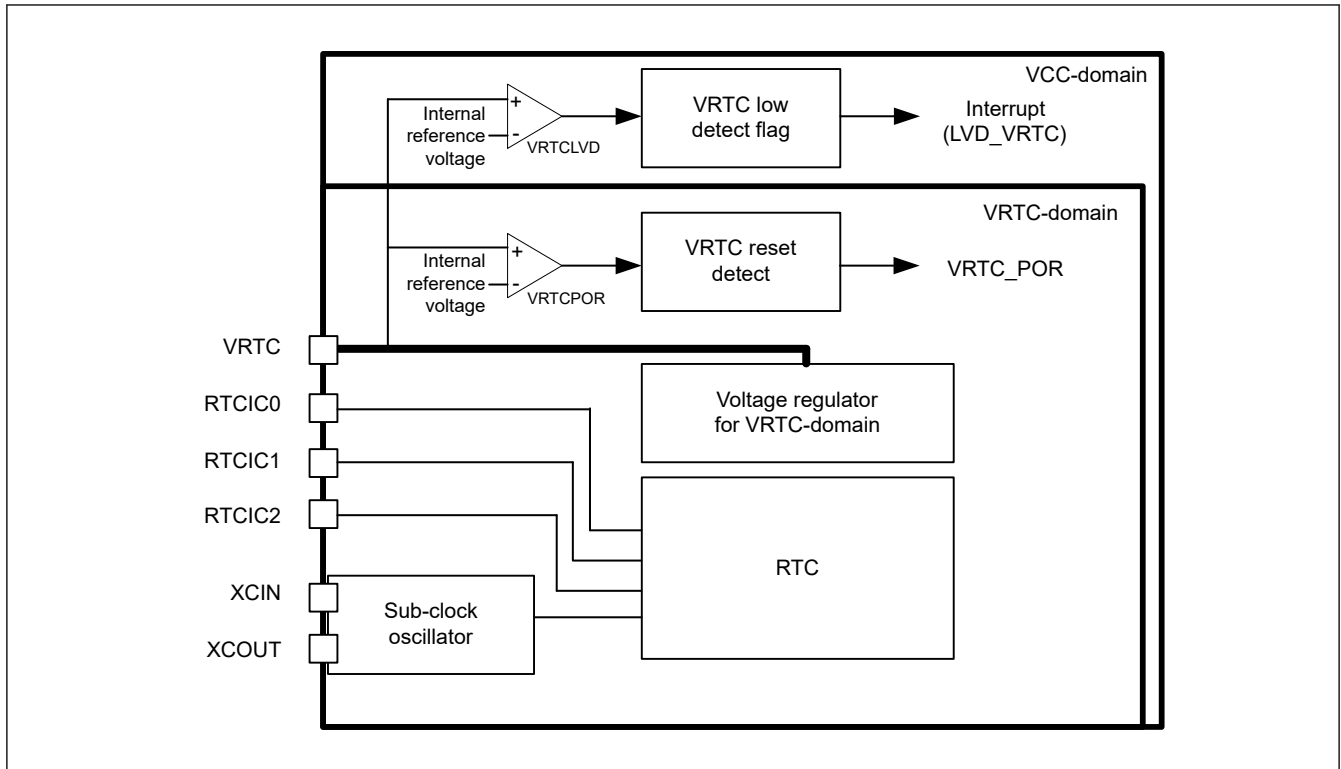 VCC-domain
Internal
reference
voltage
+
-
VRTCLVD
VRTC low
detect flag
Interrupt
(LVD_VRTC)
VRTC-domain
Internal
reference
voltage
+
-
VRTCPOR
VRTC reset
detect
VRTC_POR
VRTC
Voltage regulator
for VRTC-domain
RTCIC0
RTCIC1
RTCIC2
RTC
XCIN
XCOUT
Sub-clock
oscillator